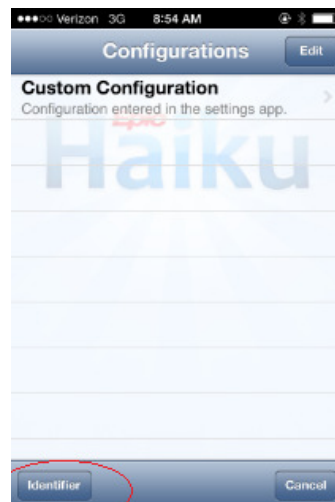 ●●●○○ Verizon 3G 8:54 AM
Configurations Edit
Custom Configuration
Configuration entered in the settings app.
Epic
Haiku
Identifier Cancel